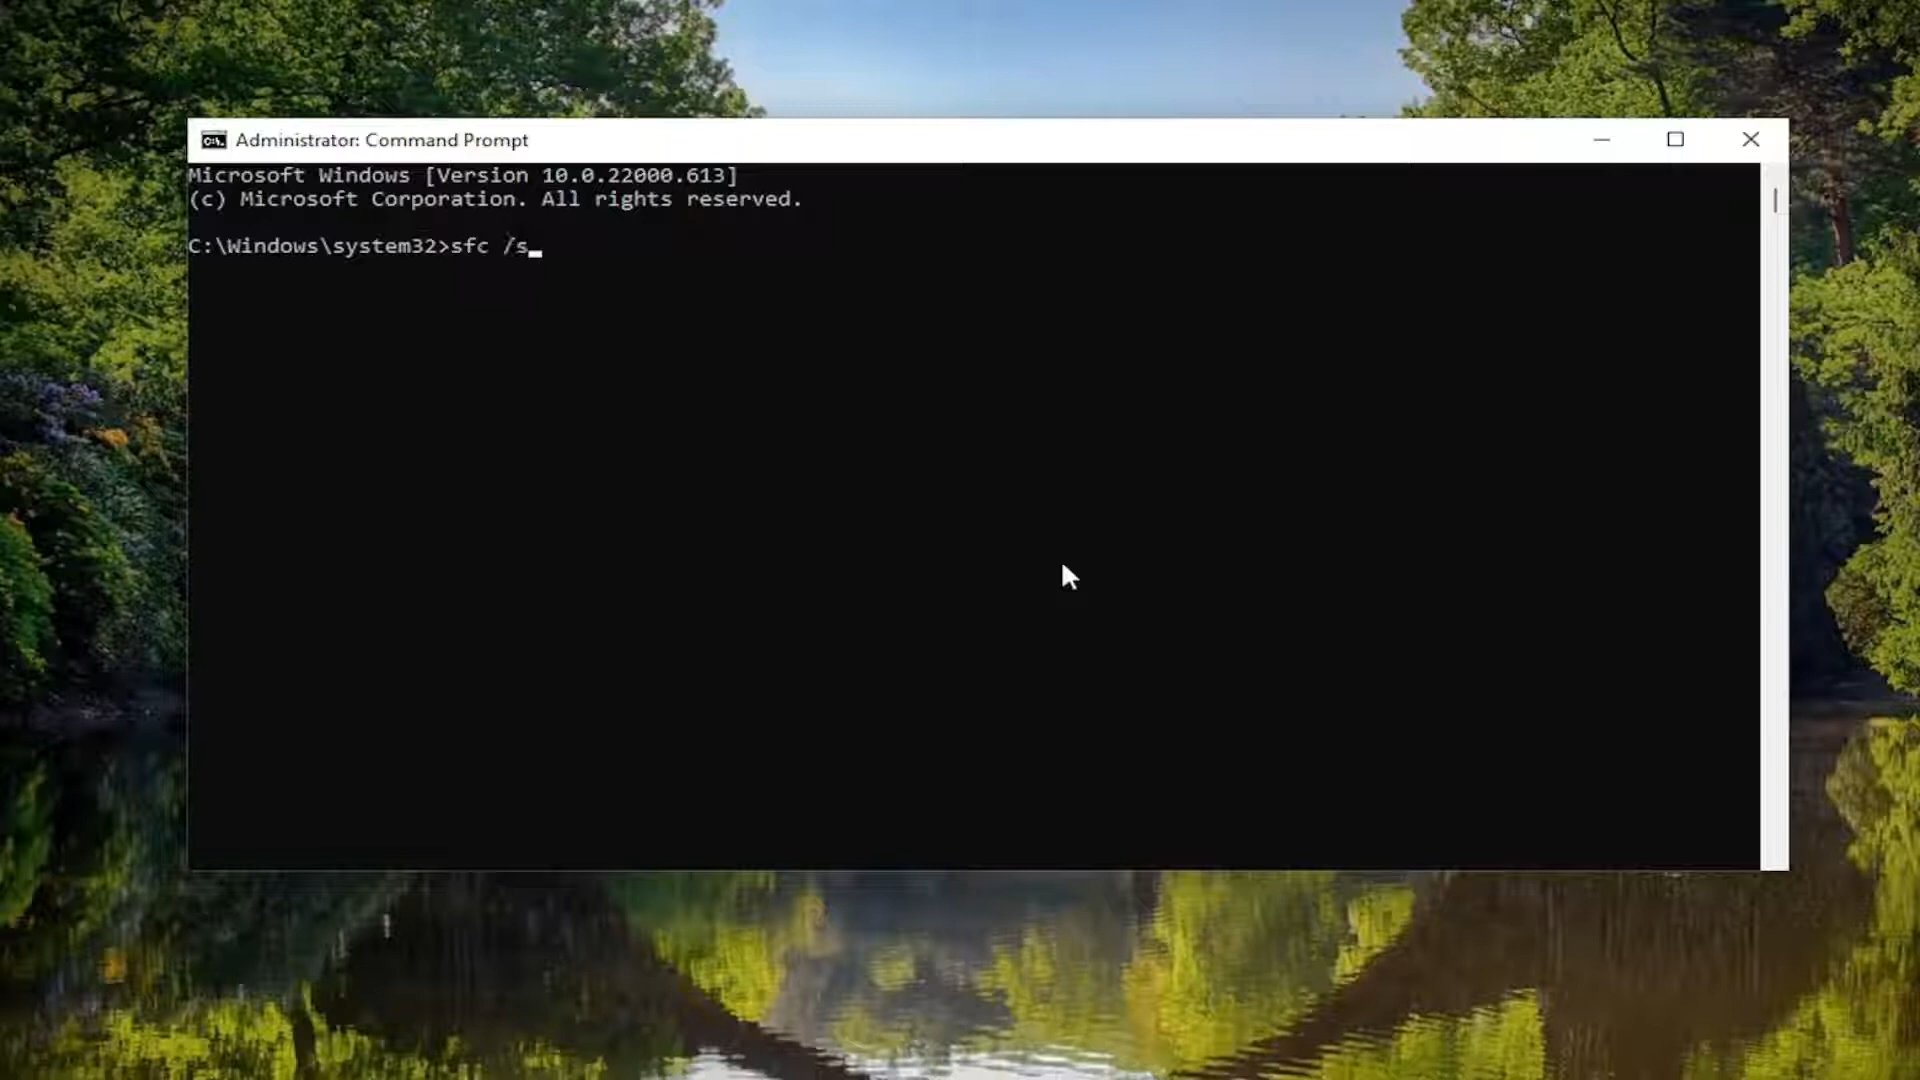 Administrator: Command Prompt
Microsoft Windows [Version 10.0.22000.613]
(c) Microsoft Corporation. All rights reserved.
C:\Windows\system32>sfc /s